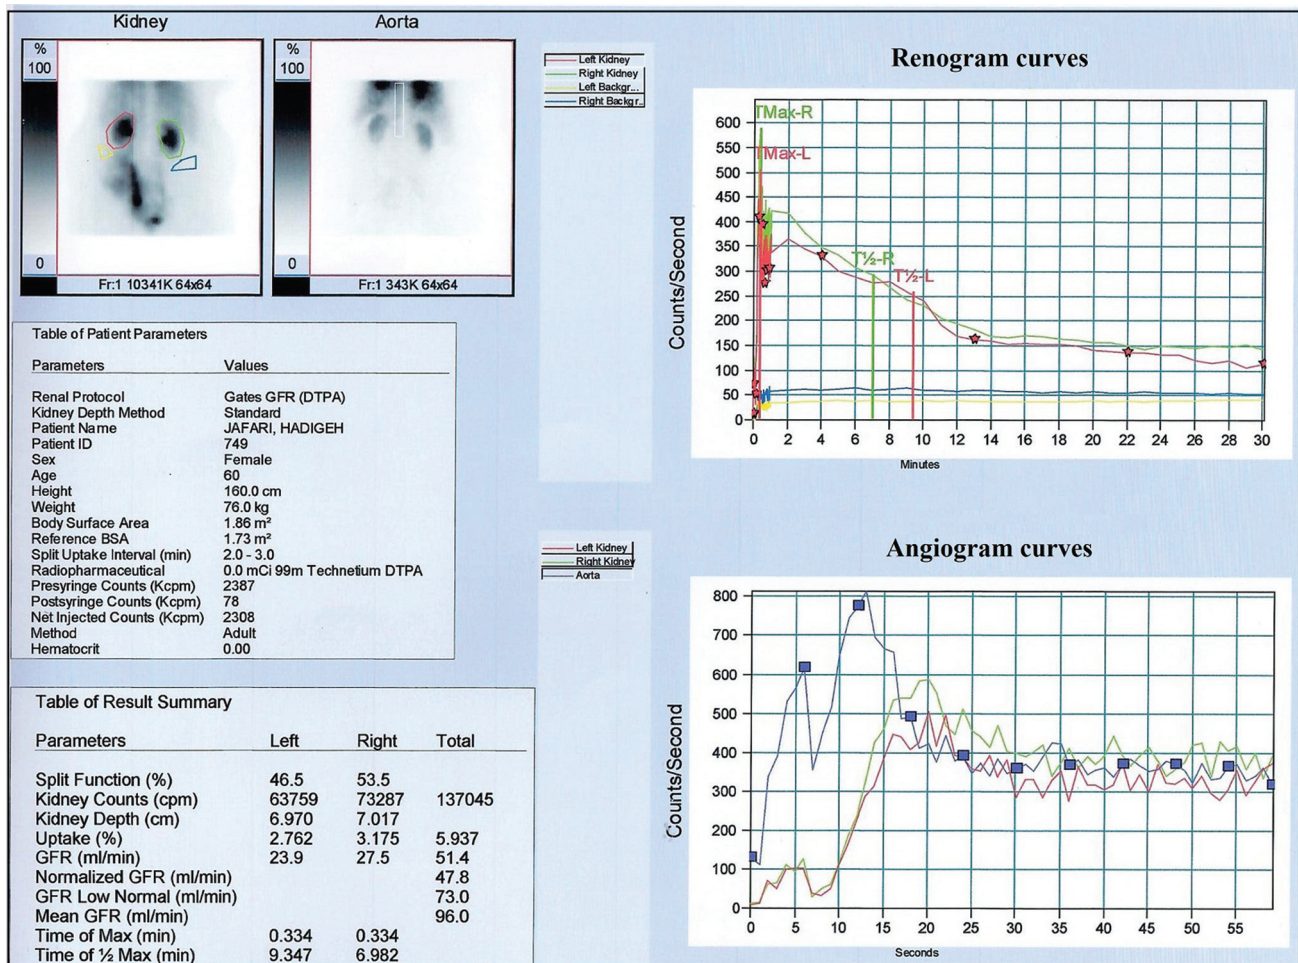 Kidney
Aorta
%
100
0
Fr:1 10341K 64x64
%
100
0
Fr:1 343K 64x64
Table of Patient Parameters
Parameters Values
Renal Protocol Gates GFR (DTPA)
Kidney Depth Method Standard
Patient Name JAFARI, HADIGEH
Patient ID 749
Sex Female
Age 60
Height 160.0 cm
Weight 76.0 kg
Body Surface Area 1.86 m²
Reference BSA 1.73 m²
Split Uptake Interval (min) 2.0 - 3.0
Radiopharmaceutical 0.0 mCi 99m Technetium DTPA
Presyringe Counts (Kcpm) 2387
Postsyringe Counts (Kcpm) 78
Net Injected Counts (Kcpm) 2308
Method Adult
Hematocrit 0.00
Table of Result Summary
Parameters Left Right Total
Split Function (%) 46.5 53.5
Kidney Counts (cpm) 63759 73287 137045
Kidney Depth (cm) 6.970 7.017
Uptake (%) 2.762 3.175 5.937
GFR (ml/min) 23.9 27.5 51.4
Normalized GFR (ml/min) 47.8
GFR Low Normal (ml/min) 73.0
Mean GFR (ml/min) 96.0
Time of Max (min) 0.334 0.334
Time of ½ Max (min) 9.347 6.982
Left Kidney
Right Kidney
Left Backgr...
Right Backgr...
Renogram curves
Counts/Second
600
550
500
450
400
350
300
250
200
150
100
50
0
TMax-R
TMax-L
T½-R
T½-L
0 2 4 6 8 10 12 14 16 18 20 22 24 26 28 30
Minutes
Left Kidney
Right Kidney
Aorta
Angiogram curves
Counts/Second
800
700
600
500
400
300
200
100
0
0 5 10 15 20 25 30 35 40 45 50 55
Seconds